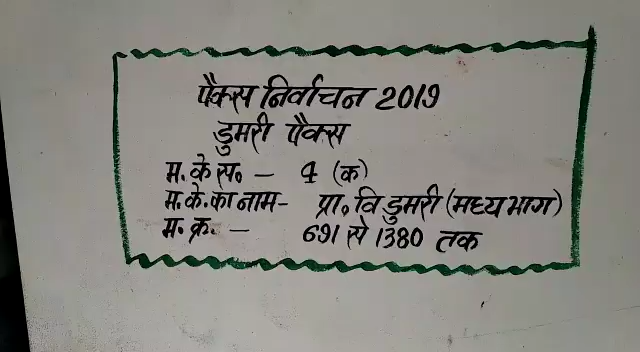 पैक्स निर्वाचन 2019
डुमरी पैक्स
म. के स. - 4 (क)
म. के. का नाम- प्रा. वि डुमरी (मध्य भाग)
म. क्र. - 691 से 1380 तक